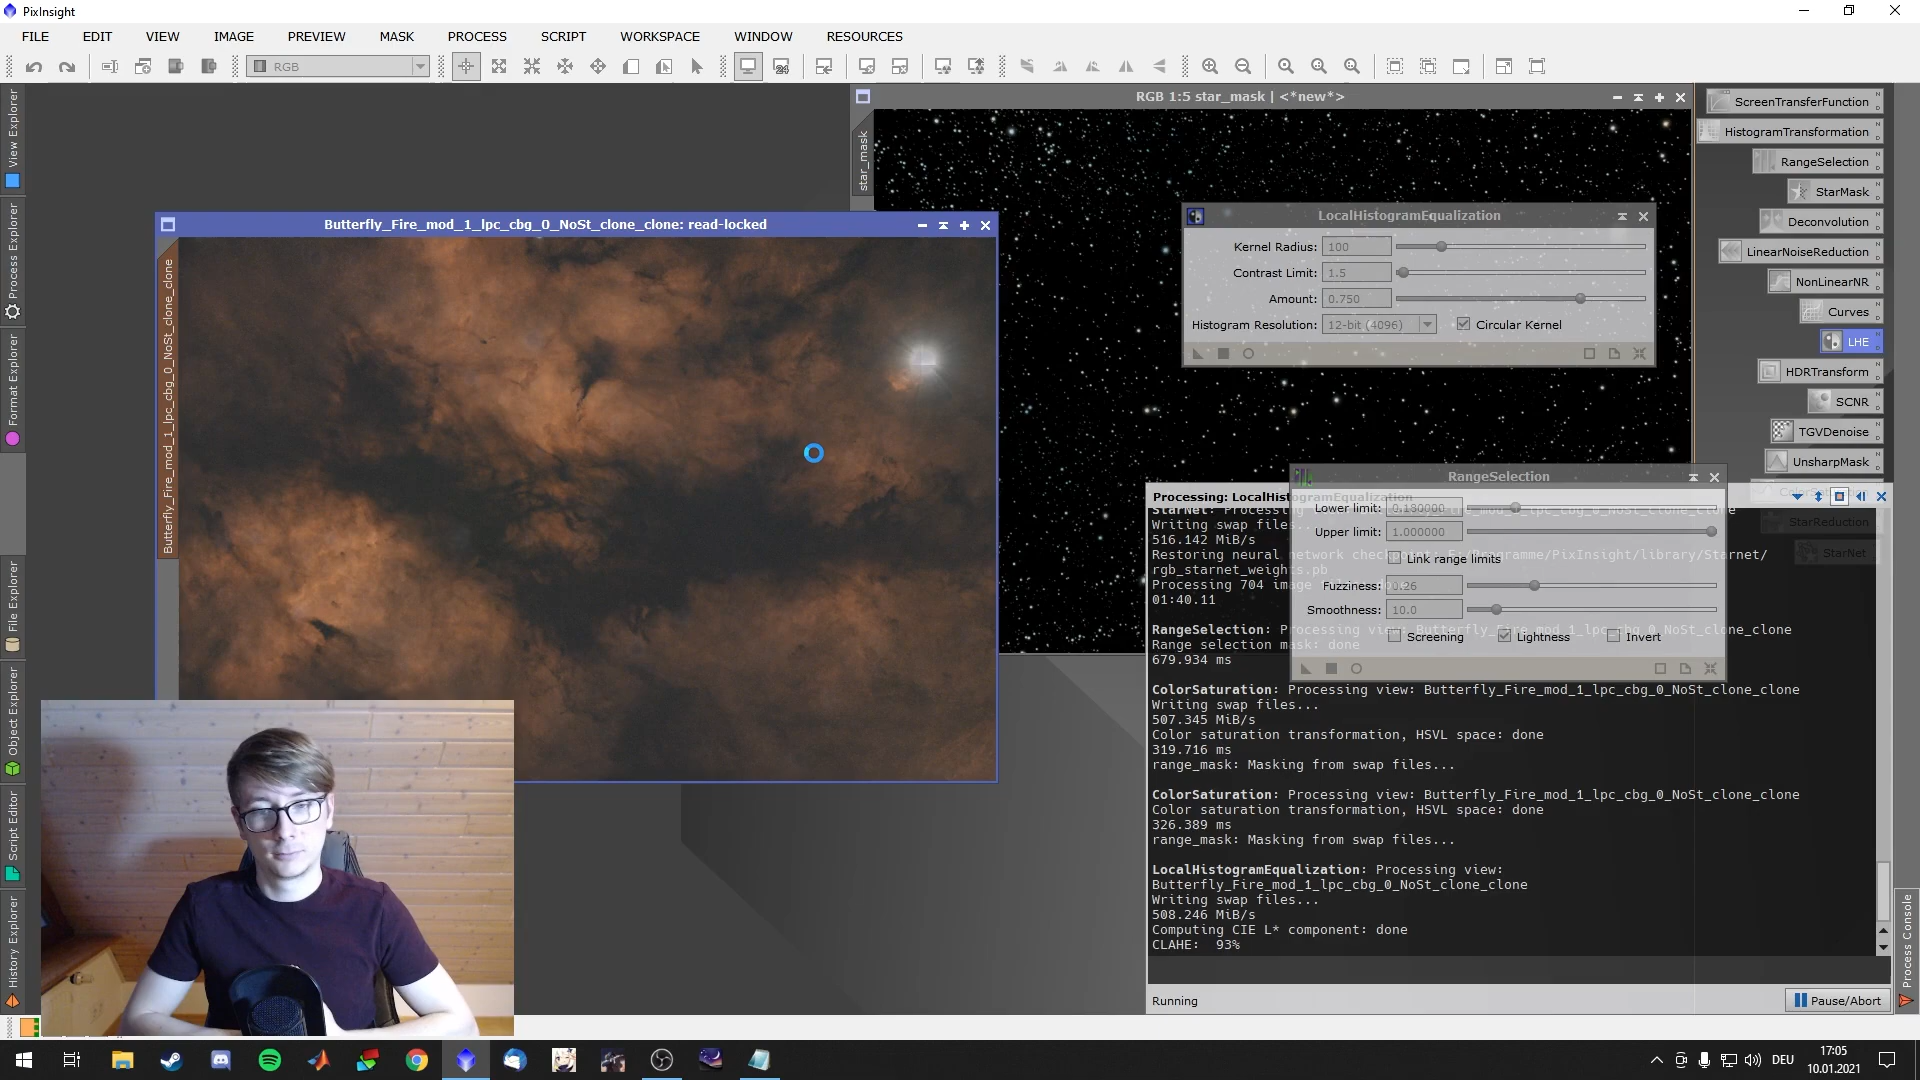 PixInsight
FILE EDIT VIEW IMAGE PREVIEW MASK PROCESS SCRIPT WORKSPACE WINDOW RESOURCES
RGB
View Explorer
Process Explorer
Format Explorer
File Explorer
Object Explorer
Script Editor
History Explorer
RGB 1:5 star_mask | <*new*>
star_mask
Butterfly_Fire_mod_1_lpc_cbg_0_NoSt_clone_clone: read-locked
Butterfly_Fire_mod_1_lpc_cbg_0_NoSt_clone_clone
LocalHistogramEqualization
Kernel Radius: 100
Contrast Limit: 1.5
Amount: 0.750
Histogram Resolution: 12-bit (4096) Circular Kernel
ScreenTransferFunction
HistogramTransformation
RangeSelection
StarMask
Deconvolution
LinearNoiseReduction
NonLinearNR
Curves
LHE
HDRTransform
SCNR
TGVDenoise
UnsharpMask
StarReduction
StarNet
RangeSelection
Lower limit: 0.180000
Upper limit: 1.000000
Link range limits
Fuzziness: 0.26
Smoothness: 10.0
Screening Lightness Invert
Processing: LocalHistogramEqualization
Writing swap files...
516.142 MiB/s
rgb_starnet_weights.pb
Processing 704 image
01:40.11
RangeSelection: Processing view: Butterfly_Fire_mod_1_lpc_cbg_0_NoSt_clone_clone
Range selection mask: done
679.934 ms
ColorSaturation: Processing view: Butterfly_Fire_mod_1_lpc_cbg_0_NoSt_clone_clone
Writing swap files...
507.345 MiB/s
Color saturation transformation, HSVL space: done
319.716 ms
range_mask: Masking from swap files...
ColorSaturation: Processing view: Butterfly_Fire_mod_1_lpc_cbg_0_NoSt_clone_clone
Color saturation transformation, HSVL space: done
326.389 ms
range_mask: Masking from swap files...
LocalHistogramEqualization: Processing view:
Butterfly_Fire_mod_1_lpc_cbg_0_NoSt_clone_clone
Writing swap files...
508.246 MiB/s
Computing CIE L* component: done
CLAHE: 93%
Running
Pause/Abort
Process Console
DEU
17:05
10.01.2021